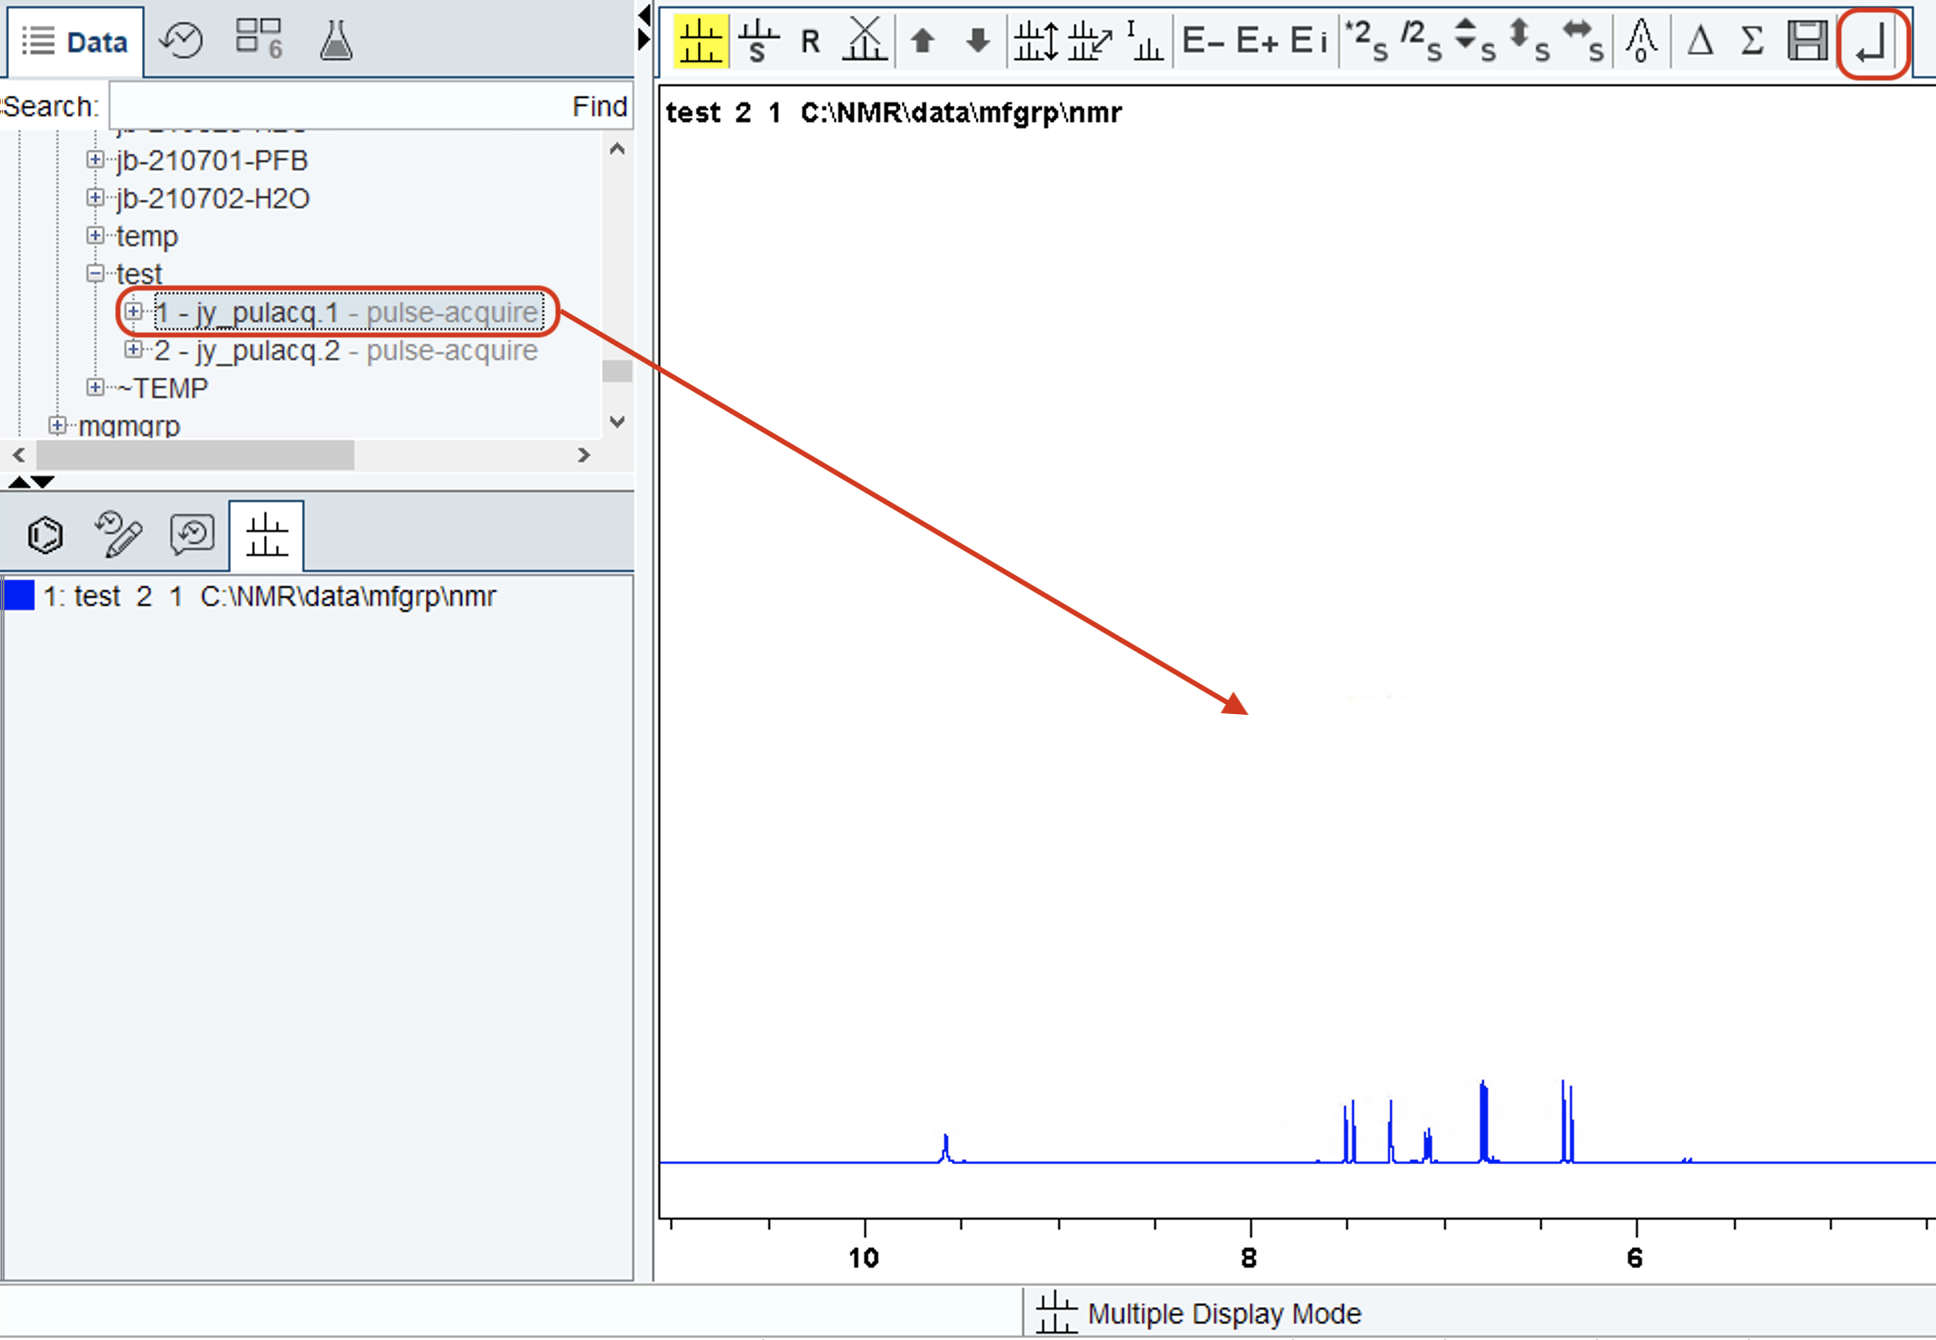 Data 6
Search: Find
jb-210701-PFB
jb-210702-H2O
temp
test
1 - jy_pulacq.1 - pulse-acquire
2 - jy_pulacq.2 - pulse-acquire
~TEMP
mgmgrp
1: test 2 1 C:\NMR\data\mfgrp\nmr
S R I E- E+ E i *2 S /2 S S S S 0 Δ Σ
test 2 1 C:\NMR\data\mfgrp\nmr
10 8 6
Multiple Display Mode